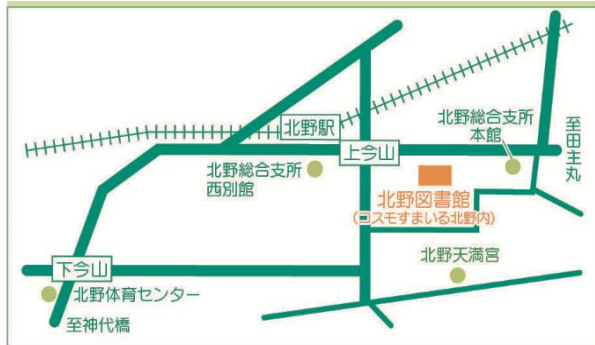 北野駅
北野総合支所
本館
上今山
至田主丸
北野総合支所
西別館
北野図書館
(コスモすまいる北野内)
下今山
北野天満宮
北野体育センター
至神代橋